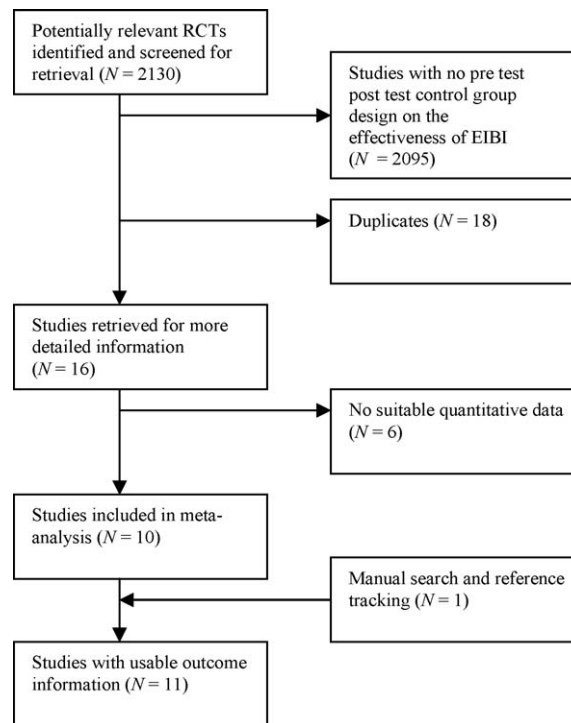 Potentially relevant RCTs
identified and screened for
retrieval (N = 2130)
Studies with no pre test
post test control group
design on the
effectiveness of EIBI
(N = 2095)
Duplicates (N = 18)
Studies retrieved for more
detailed information
(N = 16)
No suitable quantitative data
(N = 6)
Studies included in meta-
analysis (N = 10)
Manual search and reference
tracking (N = 1)
Studies with usable outcome
information (N = 11)